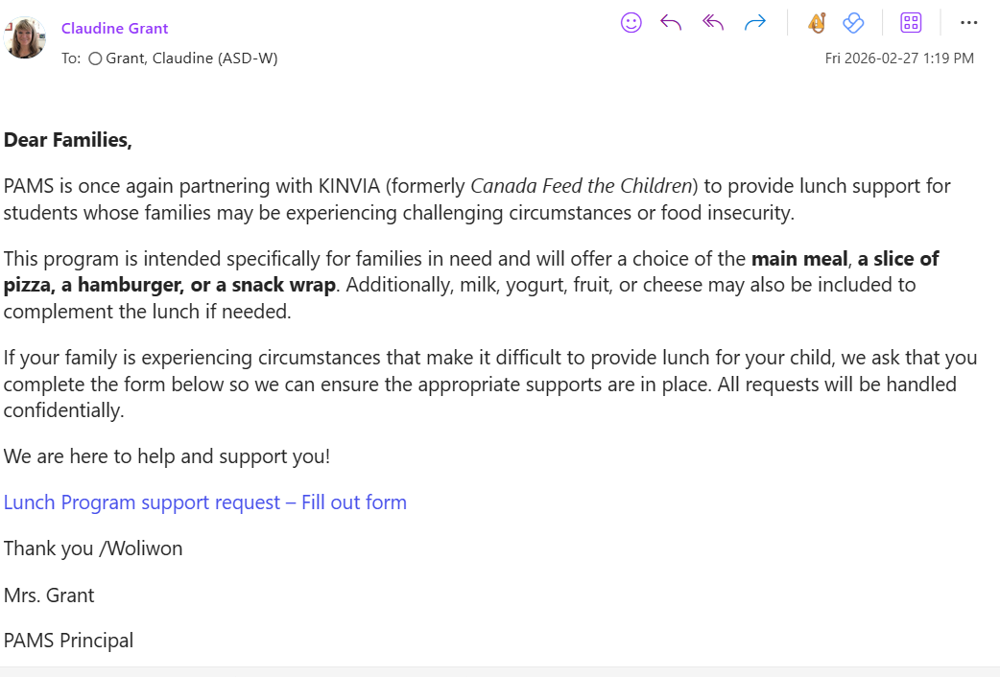 Claudine Grant
To: Grant, Claudine (ASD-W)
Fri 2026-02-27 1:19 PM
Dear Families,
PAMS is once again partnering with KINVIA (formerly Canada Feed the Children) to provide lunch support for
students whose families may be experiencing challenging circumstances or food insecurity.
This program is intended specifically for families in need and will offer a choice of the main meal, a slice of
pizza, a hamburger, or a snack wrap. Additionally, milk, yogurt, fruit, or cheese may also be included to
complement the lunch if needed.
If your family is experiencing circumstances that make it difficult to provide lunch for your child, we ask that you
complete the form below so we can ensure the appropriate supports are in place. All requests will be handled
confidentially.
We are here to help and support you!
Lunch Program support request – Fill out form
Thank you /Woliwon
Mrs. Grant
PAMS Principal